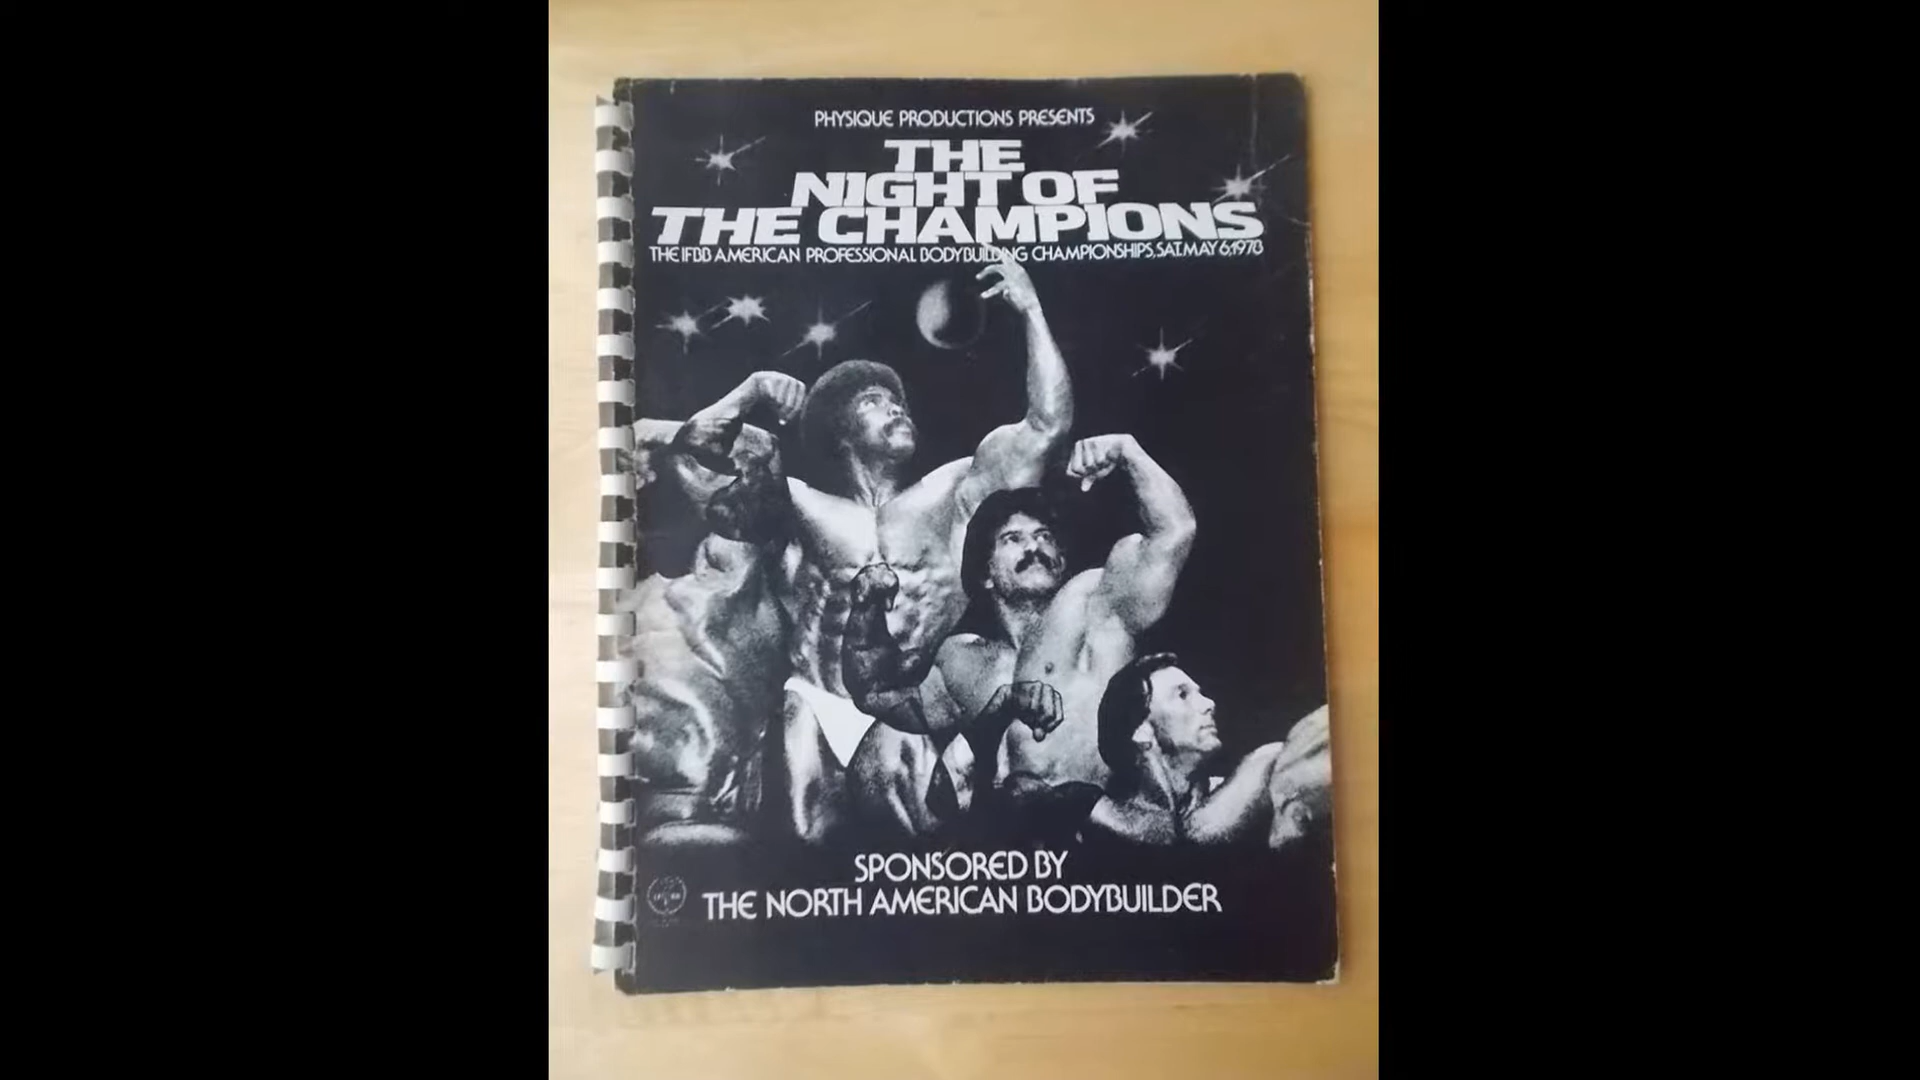 PHYSIQUE PRODUCTIONS PRESENTS
THE
NIGHT OF
THE CHAMPIONS
THE IFBB AMERICAN PROFESSIONAL BODYBUILDING CHAMPIONSHIPS, SAT. MAY 6, 1978
SPONSORED BY
THE NORTH AMERICAN BODYBUILDER